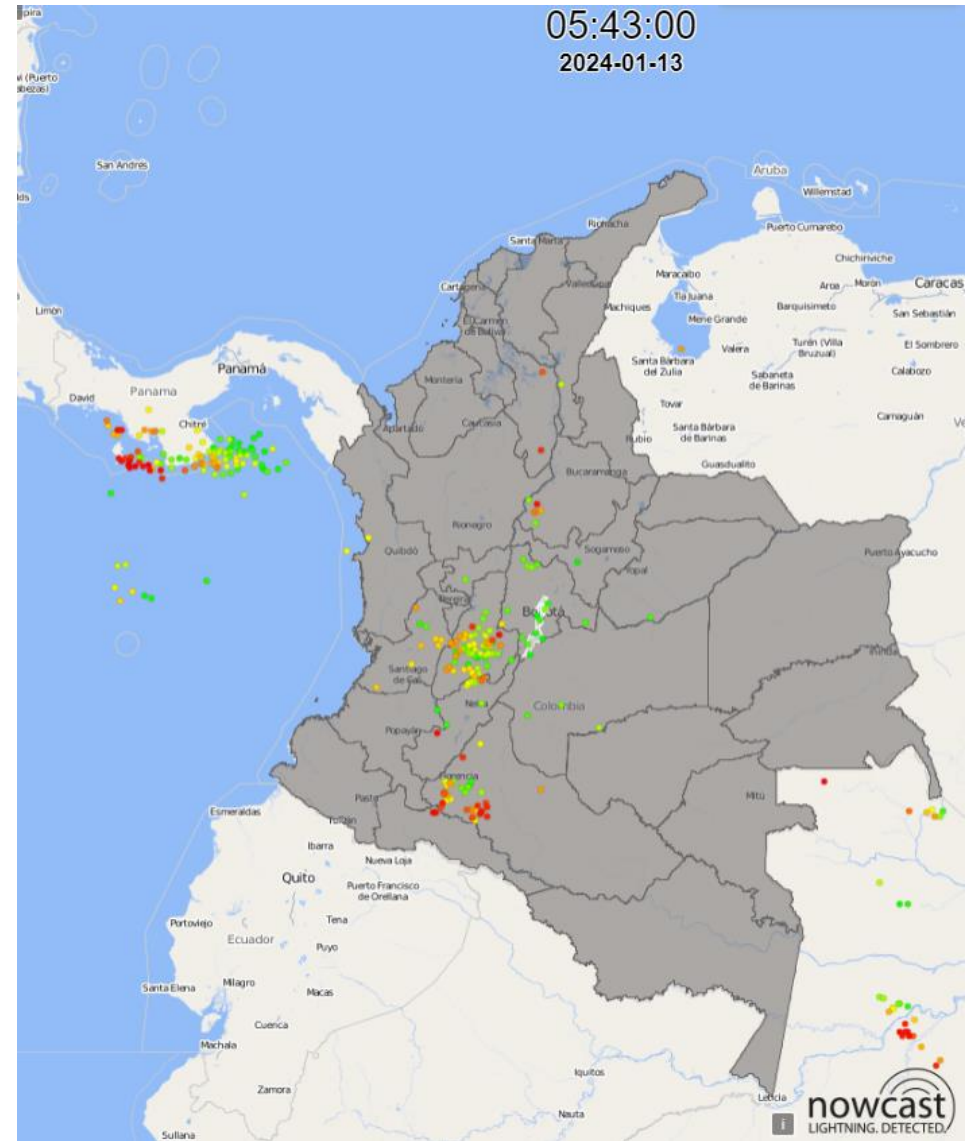 05:43:00
2024-01-13
San Andrés
Aruba
Willemstad
Riohacha
Santa Marta
Puerto Cumarebo
Chichiriviche
Maracaibo
Cartagena
Valledupar
Tía Juana
Aroa
Morón
Caracas
Machiques
Barquisimeto
Mene Grande
San Sebastián
Limón
El Carmen
de Bolívar
Turén (Villa
Bruzual)
El Sombrero
Valera
Santa Bárbara
del Zulia
Panamá
Calabozo
Sabaneta
de Barinas
Montería
Panama
David
Tovar
Chitré
Caucasia
Camaguán
Apartadó
Santa Bárbara
de Barinas
Rubio
Guasdualito
Bucaramanga
Rionegro
Quibdó
Sogamoso
Puerto Ayacucho
Yopal
Pereira
Bogotá
Santiago
de Cali
Neiva
Colombia
Popayán
Florencia
Mitú
Pasto
Esmeraldas
Tulcán
Ibarra
Nueva Loja
Quito
Puerto Francisco
de Orellana
Tena
Portoviejo
Ecuador
Puyo
Santa Elena
Milagro
Macas
Cuenca
Machala
Iquitos
Zamora
Leticia
Nauta
Sullana
i
nowcast
LIGHTNING. DETECTED.